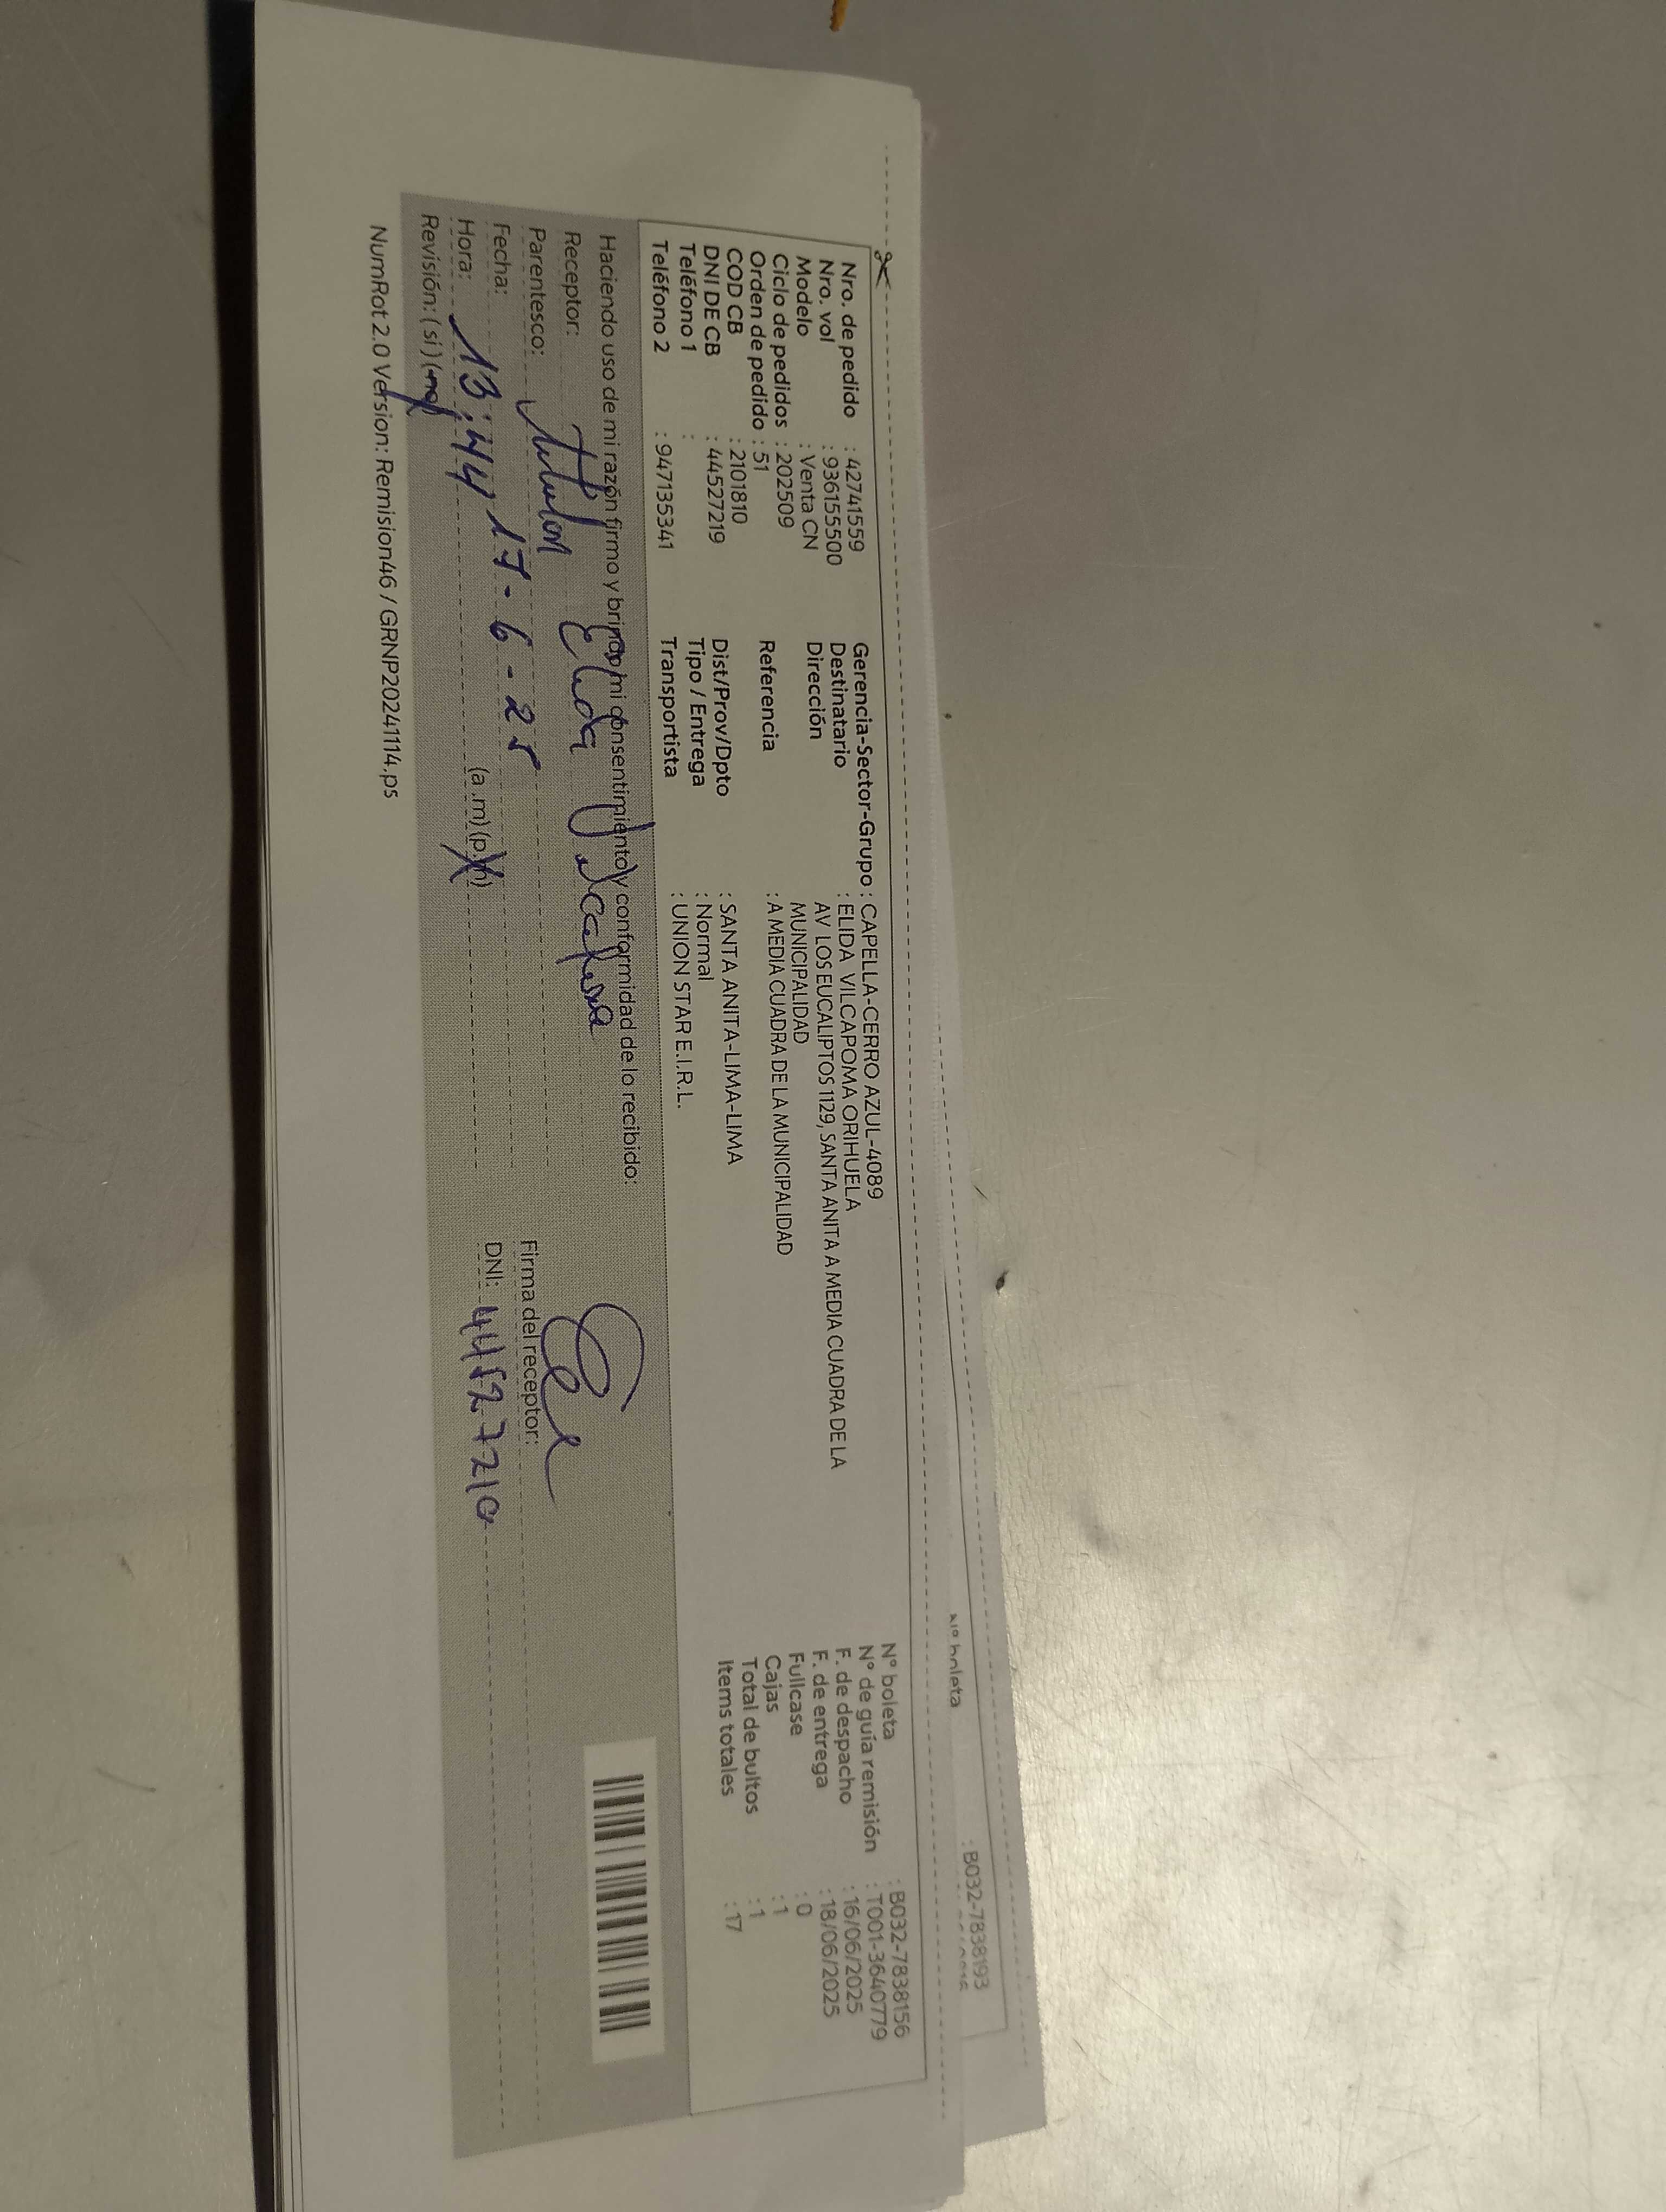 Nº boleta : B032-7838193
Nro. de pedido : 42741559
Nro. vol : 936155500
Modelo : Venta CN
Ciclo de pedidos : 202509
Orden de pedido : 51
COD CB : 2101810
DNI DE CB : 44527219
Teléfono 1 :
Teléfono 2 : 947135341
Gerencia-Sector-Grupo : CAPELLA-CERRO AZUL-4089
Destinatario : ELIDA VILCAPOMA ORIHUELA
Dirección : AV LOS EUCALIPTOS 1129, SANTA ANITA A MEDIA CUADRA DE LA
MUNICIPALIDAD
Referencia : A MEDIA CUADRA DE LA MUNICIPALIDAD
Dist/Prov/Dpto : SANTA ANITA-LIMA-LIMA
Tipo / Entrega : Normal
Transportista : UNION STAR E.I.R.L.
Nº boleta : B032-7838156
Nº de guía remisión : T001-3640779
F. de despacho : 16/06/2025
F. de entrega : 18/06/2025
Fullcase : 0
Cajas : 1
Total de bultos : 1
Items totales : 17
Haciendo uso de mi razón firmo y brindo mi consentimiento y conformidad de lo recibido:
Receptor: Elida
Parentesco:
Fecha: 17-6-25
Hora: 13:44 (a.m) (p.m)
Revisión: (si) (no)
Firma del receptor:
DNI: 44527219
NumRot 2.0 Version: Remision46 / GRNP20241114.ps